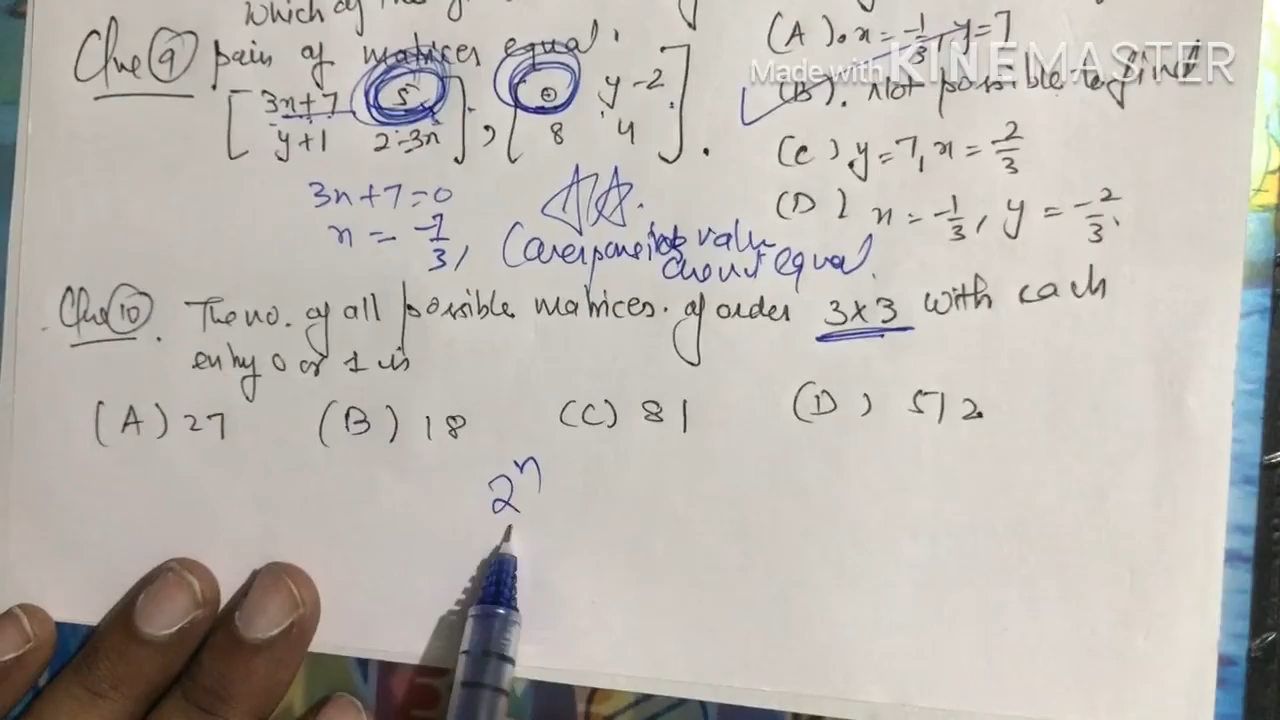 which of the
Que 9 pair of matrices equal.
[3x+7 5 y+1 2-3x], [0 y-2 8 4].
(A). x = -1/3 y = 7
(B). Not possible to find
(C) y = 7, x = 2/3
(D) x = -1/3, y = -2/3.
3x+7=0
x = -7/3,
value
equal.
Que 10. The no. of all possible matrices. of order 3x3 with each
entry 0 or 1 is
(A) 27 (B) 18 (C) 81 (D) 512
2^n
Made with KINEMASTER